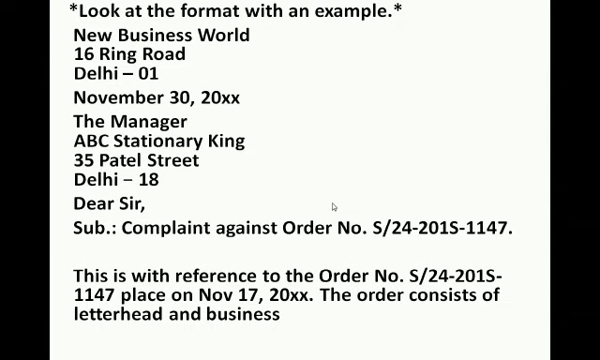 *Look at the format with an example.*
New Business World
16 Ring Road
Delhi – 01
November 30, 20xx
The Manager
ABC Stationary King
35 Patel Street
Delhi – 18
Dear Sir,
Sub.: Complaint against Order No. S/24-201S-1147.
This is with reference to the Order No. S/24-201S-
1147 place on Nov 17, 20xx. The order consists of
letterhead and business